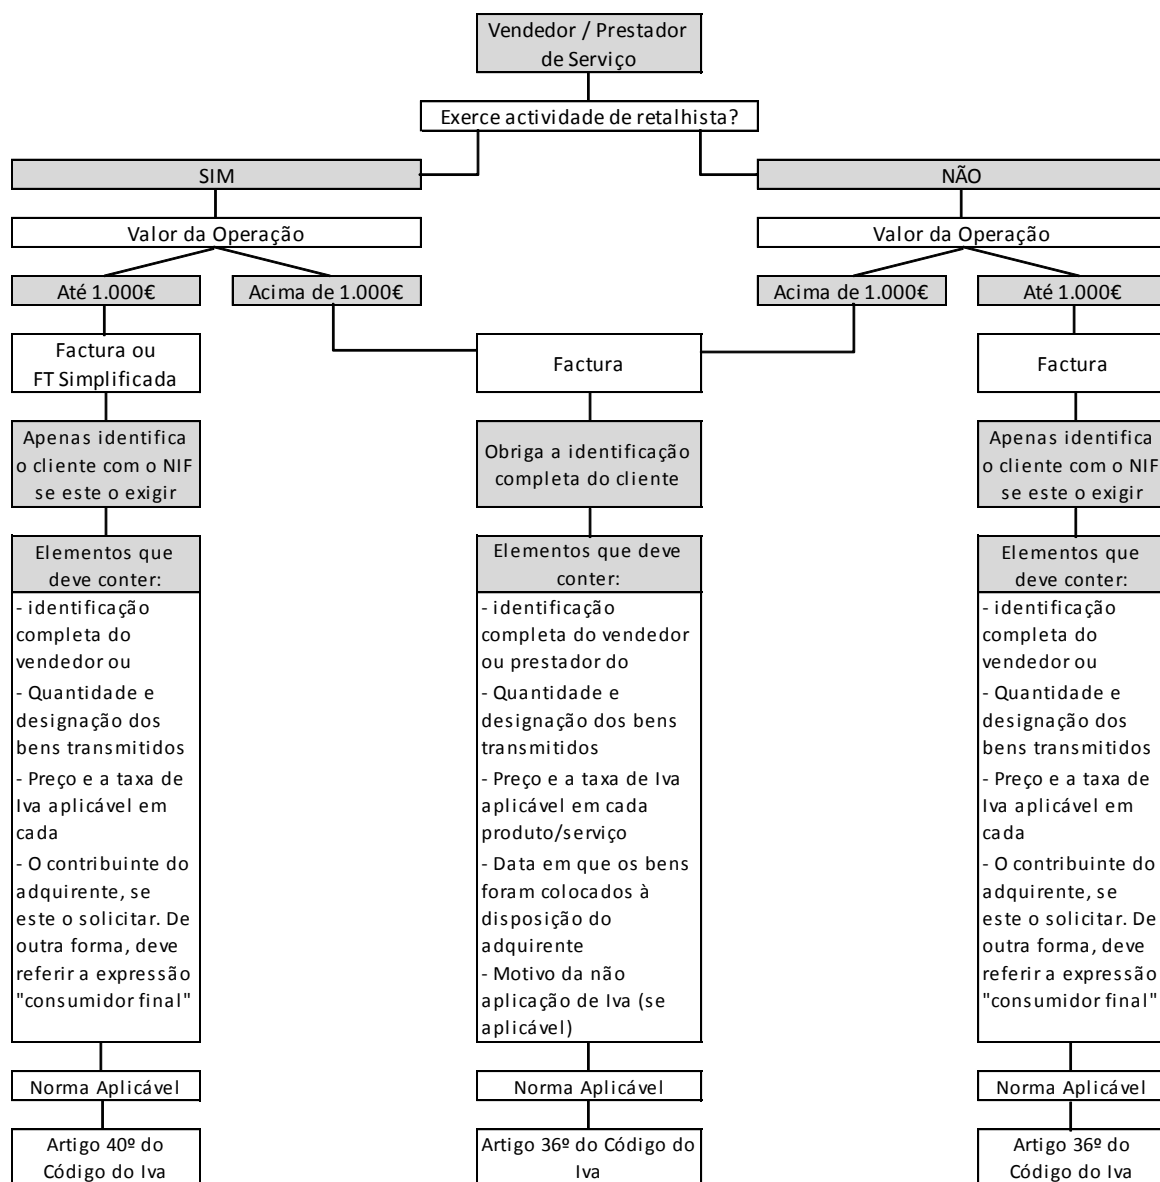 Vendedor / Prestador
de Serviço
Exerce actividade de retalhista?
SIM
NÃO
Valor da Operação
Valor da Operação
Até 1.000€
Acima de 1.000€
Acima de 1.000€
Até 1.000€
Factura ou
FT Simplificada
Factura
Factura
Apenas identifica
o cliente com o NIF
se este o exigir
Obriga a identificação
completa do cliente
Apenas identifica
o cliente com o NIF
se este o exigir
Elementos que
deve conter:
- identificação
completa do
vendedor ou
- Quantidade e
designação dos
bens transmitidos
- Preço e a taxa de
Iva aplicável em
cada
- O contribuinte do
adquirente, se
este o solicitar. De
outra forma, deve
referir a expressão
"consumidor final"
Elementos que deve
conter:
- identificação
completa do vendedor
ou prestador do
- Quantidade e
designação dos bens
transmitidos
- Preço e a taxa de Iva
aplicável em cada
produto/serviço
- Data em que os bens
foram colocados à
disposição do
adquirente
- Motivo da não
aplicação de Iva (se
aplicável)
Elementos que
deve conter:
- identificação
completa do
vendedor ou
- Quantidade e
designação dos
bens transmitidos
- Preço e a taxa de
Iva aplicável em
cada
- O contribuinte do
adquirente, se
este o solicitar. De
outra forma, deve
referir a expressão
"consumidor final"
Norma Aplicável
Norma Aplicável
Norma Aplicável
Artigo 40º do
Código do Iva
Artigo 36º do Código do
Iva
Artigo 36º do
Código do Iva